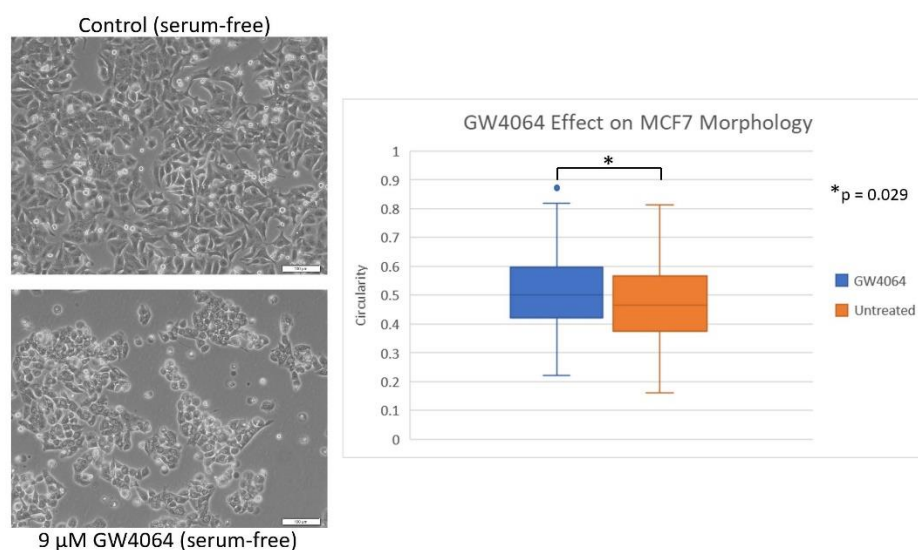 Control (serum-free)
100 µm
9 µM GW4064 (serum-free)
GW4064 Effect on MCF7 Morphology
1
0.9
0.8
0.7
0.6
0.5
0.4
0.3
0.2
0.1
0
Circularity
*
*p = 0.029
GW4064
Untreated